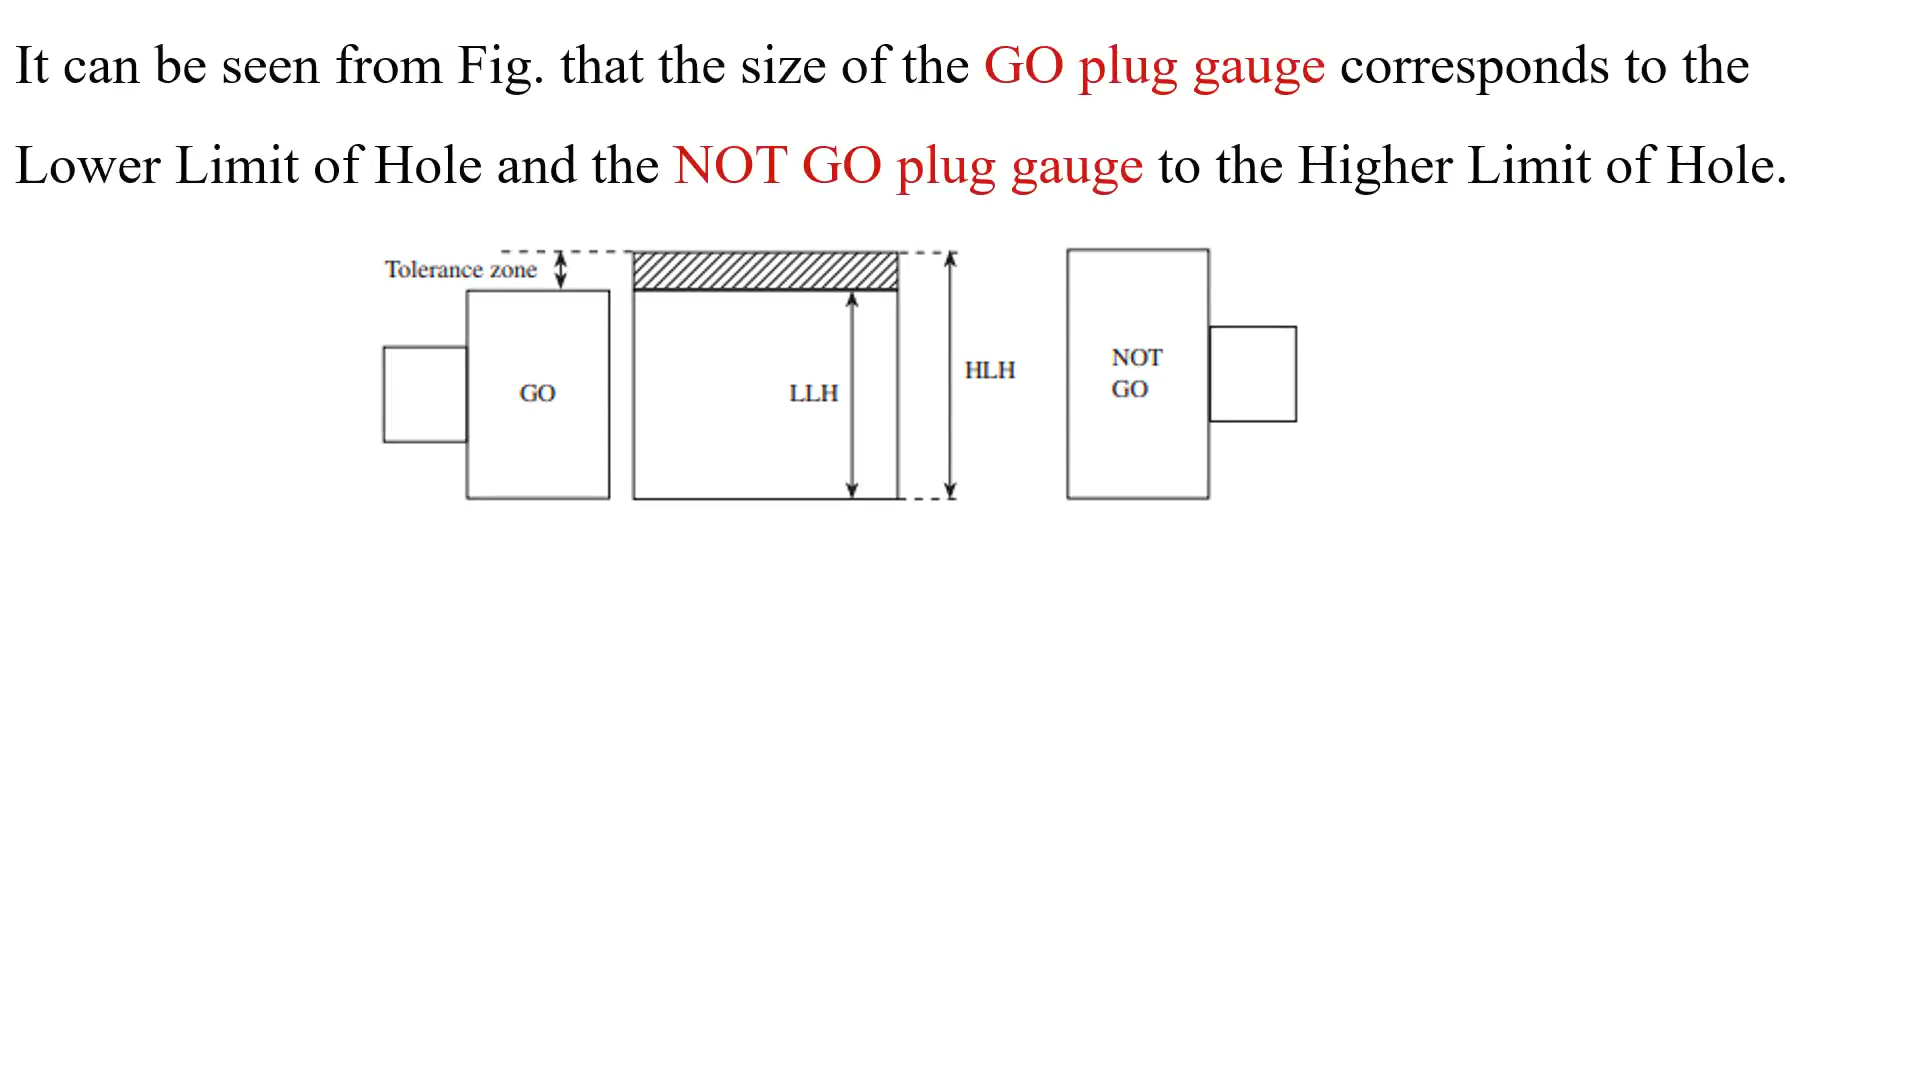 It can be seen from Fig. that the size of the GO plug gauge corresponds to the
Lower Limit of Hole and the NOT GO plug gauge to the Higher Limit of Hole.
Tolerance zone
GO
LLH
HLH
NOT
GO